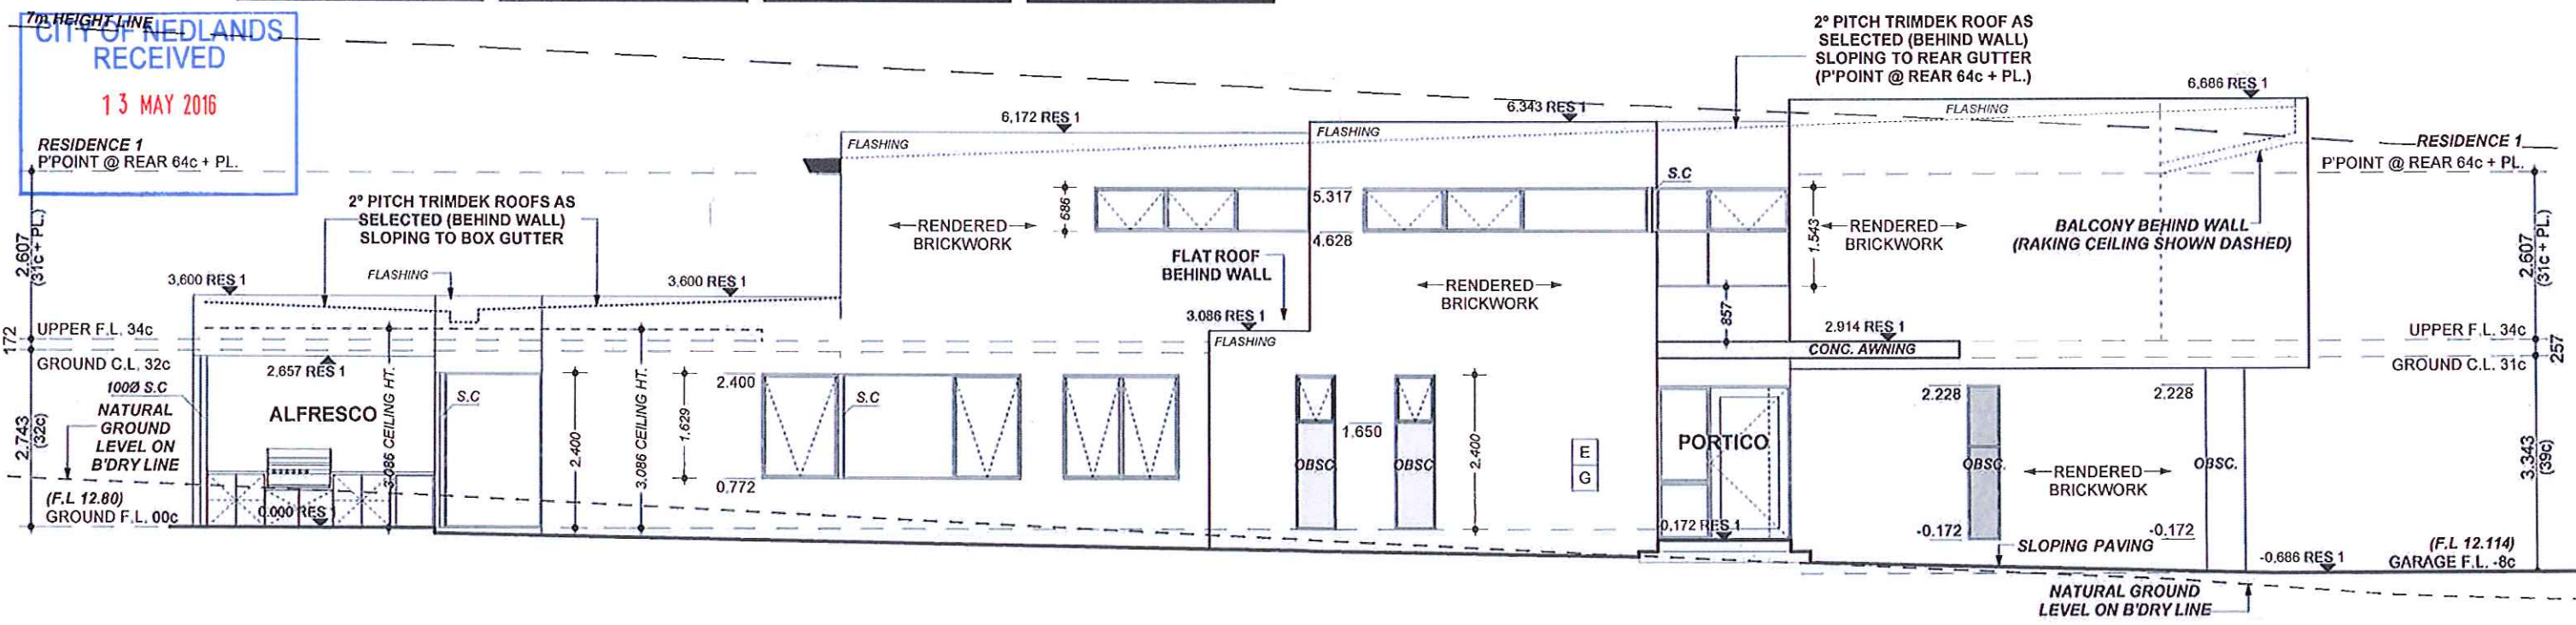 7m HEIGHT LINE
CITY OF NEDLANDS
RECEIVED
13 MAY 2016
RESIDENCE 1
P'POINT @ REAR 64c + PL.
2.607
(31c + PL.)
172
UPPER F.L. 34c
GROUND C.L. 32c
100Ø S.C
NATURAL
GROUND
LEVEL ON
B'DRY LINE
2.743
(32c)
(F.L 12.80)
GROUND F.L. 00c
2° PITCH TRIMDEK ROOFS AS
SELECTED (BEHIND WALL)
SLOPING TO BOX GUTTER
3,600 RES 1
FLASHING
3,600 RES 1
2,657 RES 1
ALFRESCO
3.086 CEILING HT.
0.000 RES 1
S.C
2.400
3.086 CEILING HT.
1.629
2.400
0.772
S.C
6,172 RES 1
FLASHING
RENDERED
BRICKWORK
686
5.317
4.628
FLAT ROOF
BEHIND WALL
3.086 RES 1
FLASHING
6.343 RES 1
FLASHING
RENDERED
BRICKWORK
OBSC
1.650
OBSC
2.400
E
G
S.C
2° PITCH TRIMDEK ROOF AS
SELECTED (BEHIND WALL)
SLOPING TO REAR GUTTER
(P'POINT @ REAR 64c + PL.)
1.543
857
2.914 RES 1
CONC. AWNING
PORTICO
0,172 RES 1
6,686 RES 1
FLASHING
RENDERED
BRICKWORK
BALCONY BEHIND WALL
(RAKING CEILING SHOWN DASHED)
2.228
2.228
OBSC.
RENDERED
BRICKWORK
OBSC.
-0.172
-0.172
SLOPING PAVING
-0,686 RES 1
NATURAL GROUND
LEVEL ON B'DRY LINE
RESIDENCE 1
P'POINT @ REAR 64c + PL.
2.607
(31c + PL.)
UPPER F.L. 34c
257
GROUND C.L. 31c
3.343
(39c)
(F.L 12.114)
GARAGE F.L. -8c